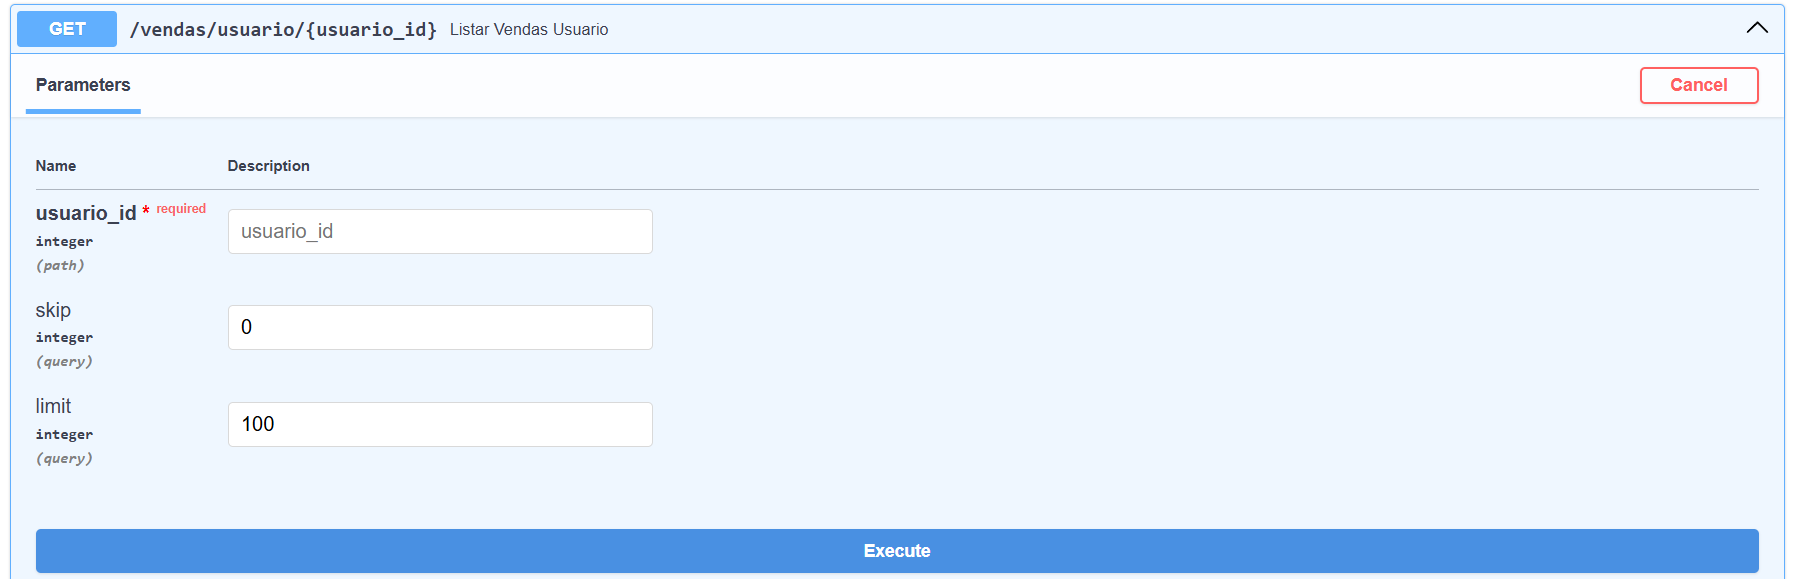 GET /vendas/usuario/{usuario_id} Listar Vendas Usuario
Parameters
Cancel
Name Description
usuario_id * required
integer
(path)
usuario_id
skip
integer
(query)
0
limit
integer
(query)
100
Execute